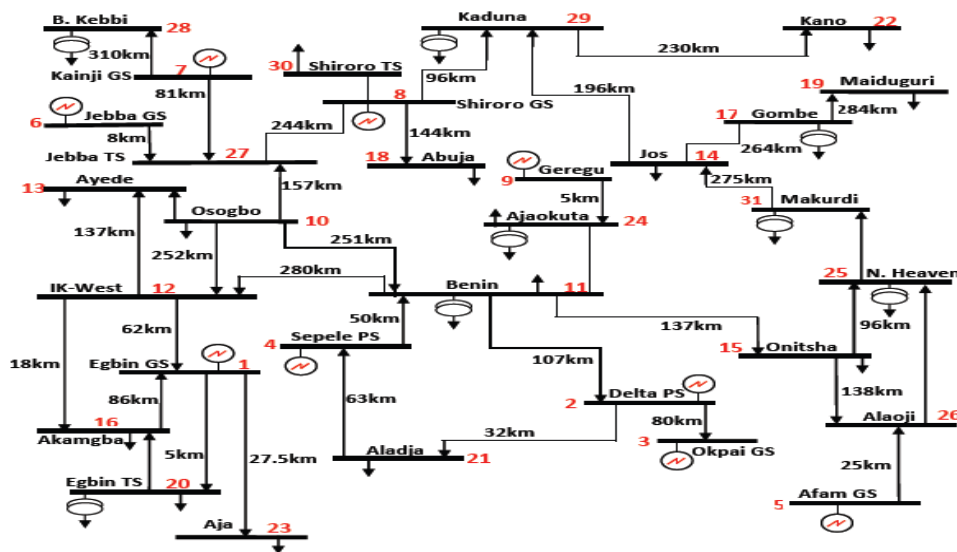 B. Kebbi
28
Kaduna
29
Kano
22
310km
7
30
Shiroro TS
230km
Kainji GS
96km
19
Maiduguri
8
81km
Shiroro GS
196km
17
Gombe
284km
6
Jebba GS
8km
244km
144km
264km
Jebba TS
27
18
Abuja
Jos
14
Geregu
9
275km
13
Ayede
157km
5km
31
Makurdi
Osogbo
10
Ajaokuta
24
137km
251km
252km
280km
25
N. Heaven
IK-West
12
Benin
11
50km
62km
4
Sepele PS
137km
96km
18km
Egbin GS
1
107km
15
Onitsha
86km
63km
Delta PS
138km
2
80km
16
Alaoji
26
Akamgba
32km
3
Okpai GS
5km
27.5km
Aladja
21
25km
Egbin TS
20
5
Afam GS
Aja
23